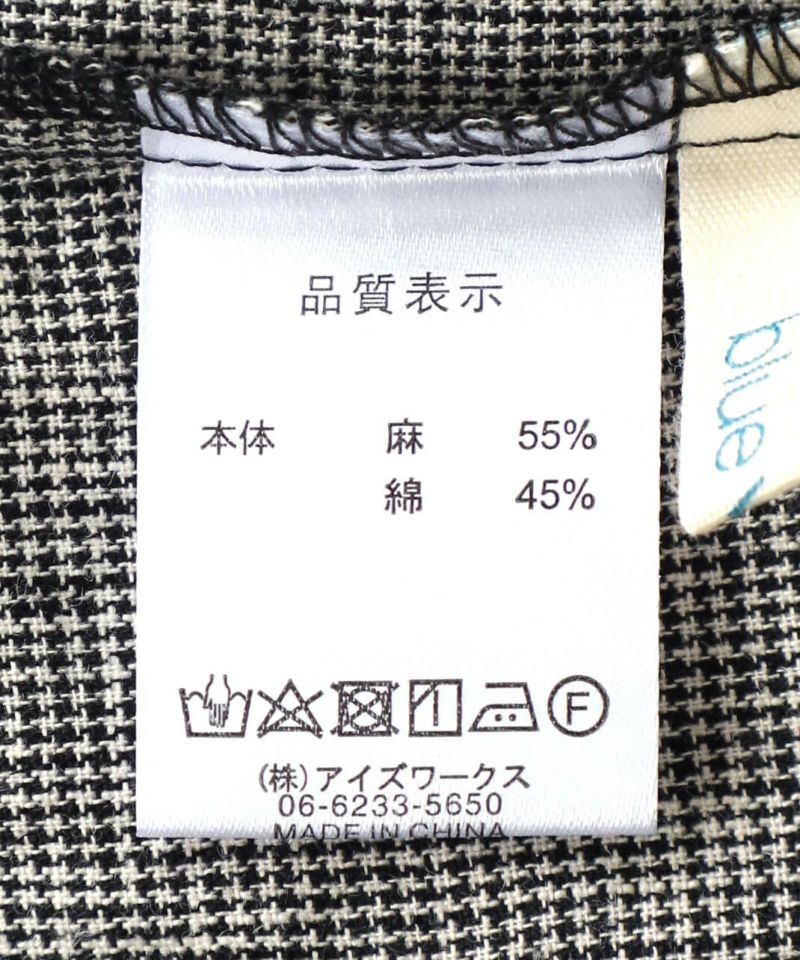 品質表示
本体 麻 55%
綿 45%
F
(株)アイズワークス
06-6233-5650
MADE IN CHINA
blue